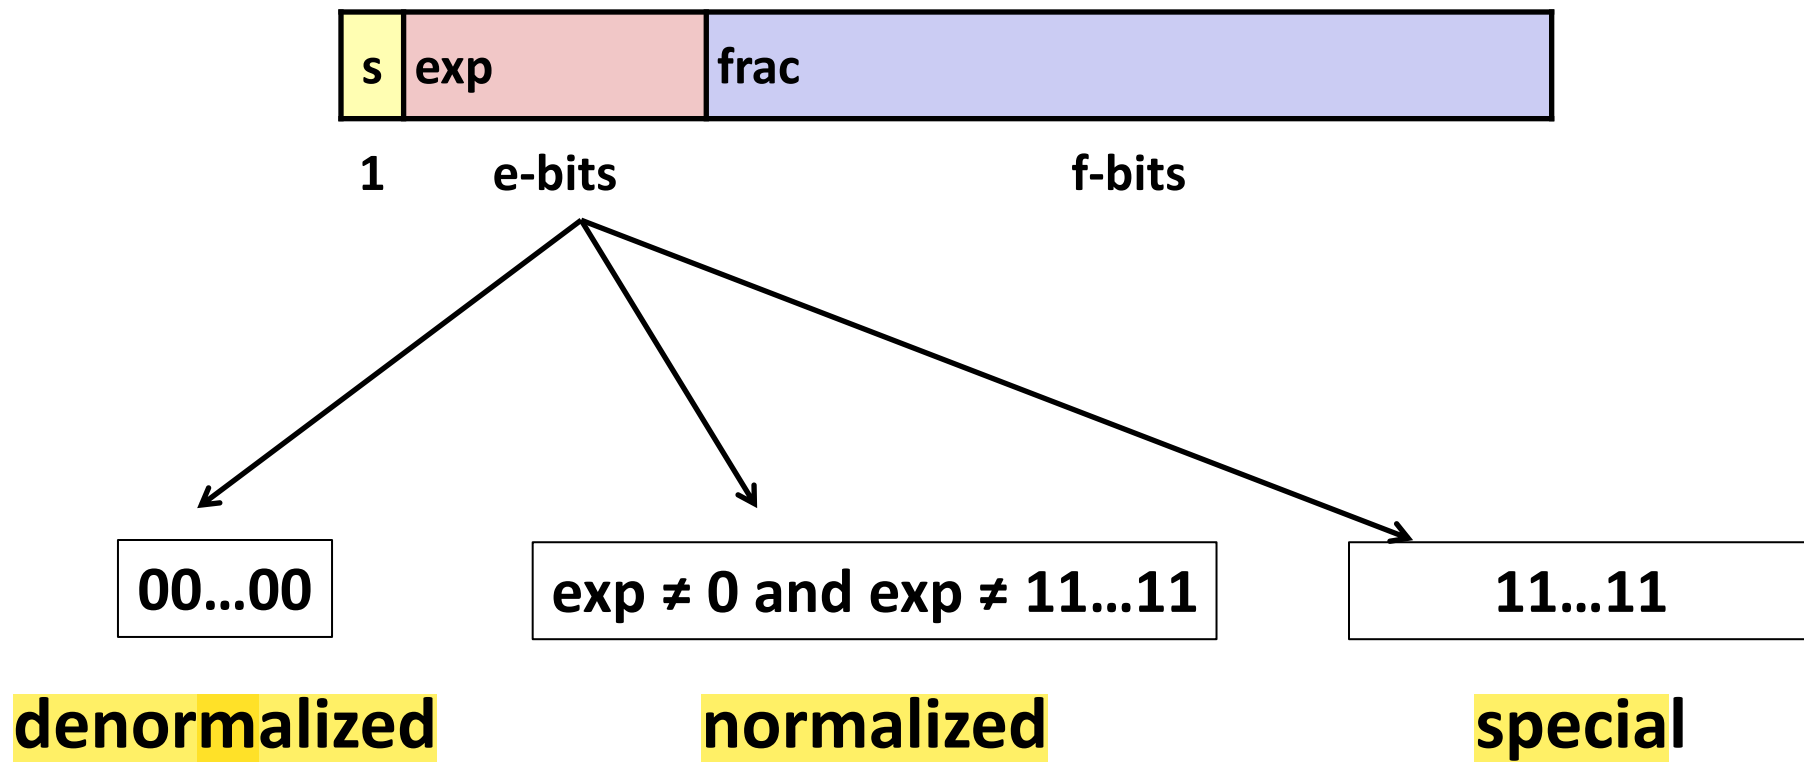 s exp frac
1 e-bits f-bits
00...00 exp ≠ 0 and exp ≠ 11...11 11...11
denormalized normalized special